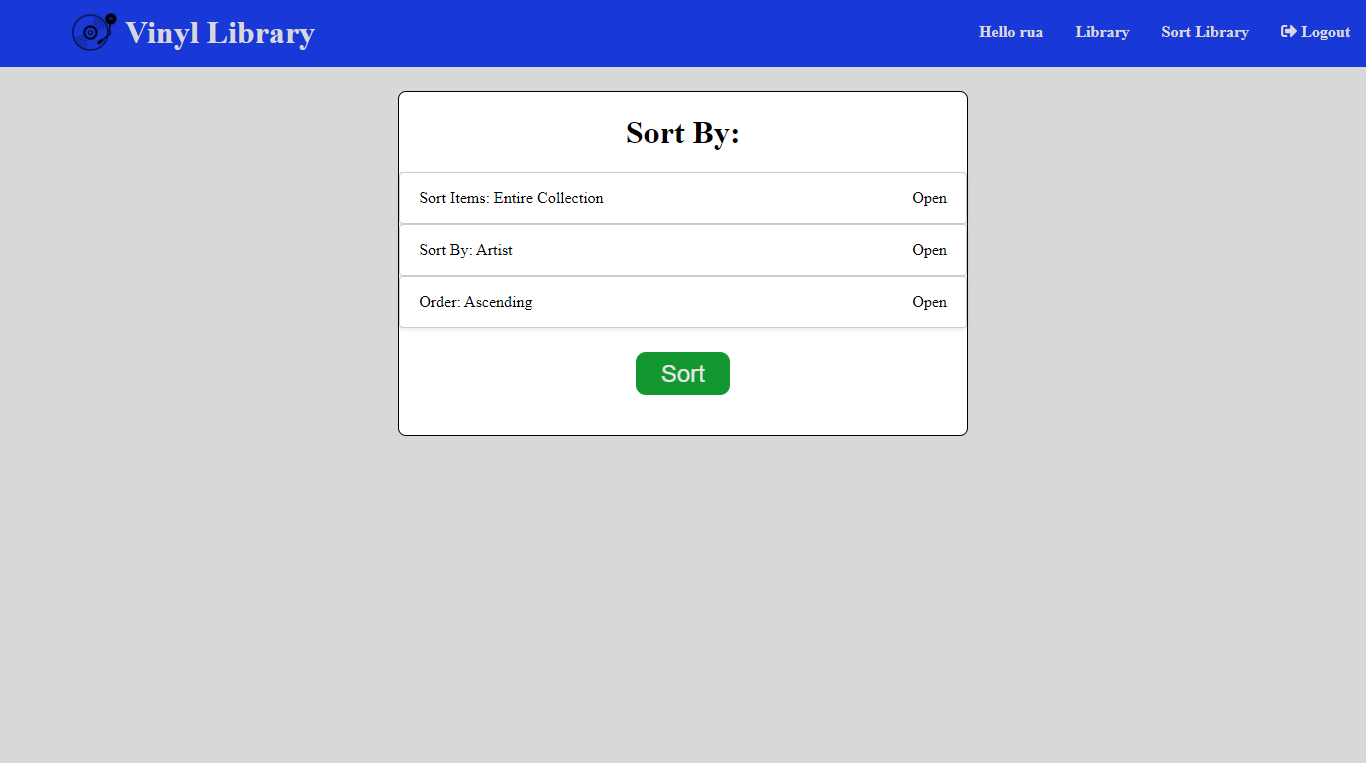 Vinyl Library
Hello rua Library Sort Library Logout
Sort By:
Sort Items: Entire Collection Open
Sort By: Artist Open
Order: Ascending Open
Sort